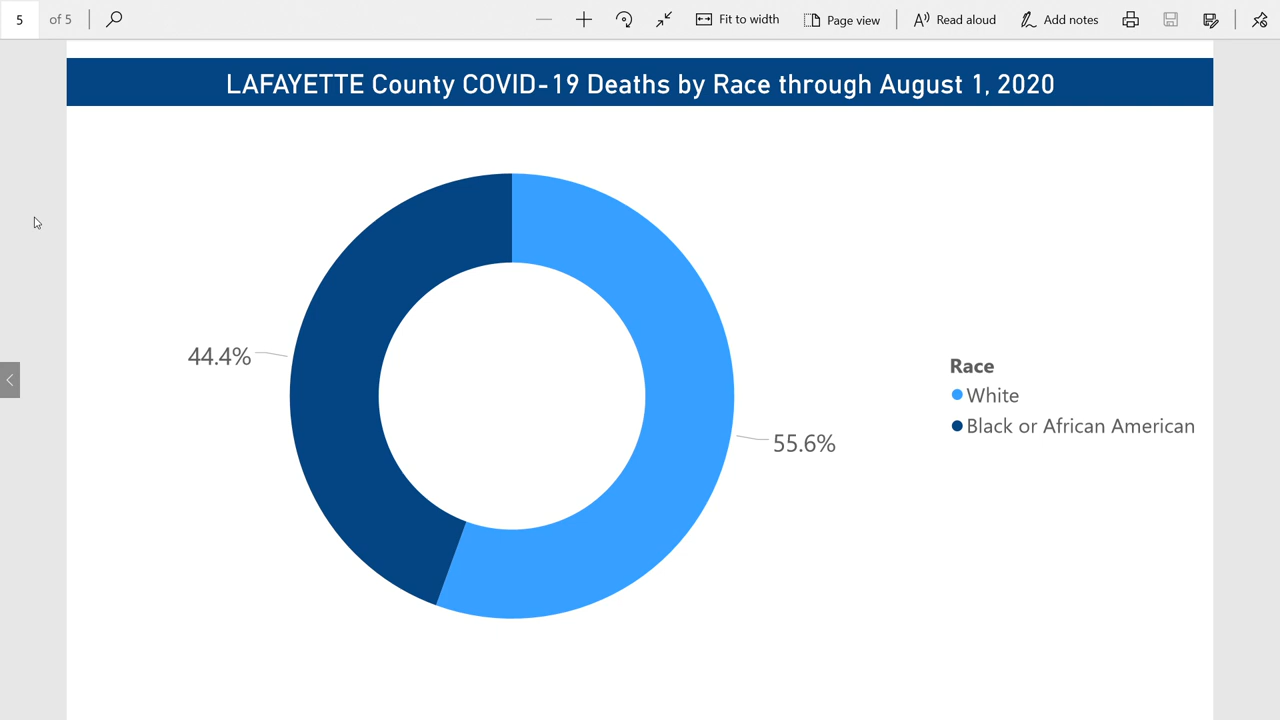 5 of 5 Fit to width Page view Read aloud Add notes
LAFAYETTE County COVID-19 Deaths by Race through August 1, 2020
44.4%
55.6%
Race
White
Black or African American